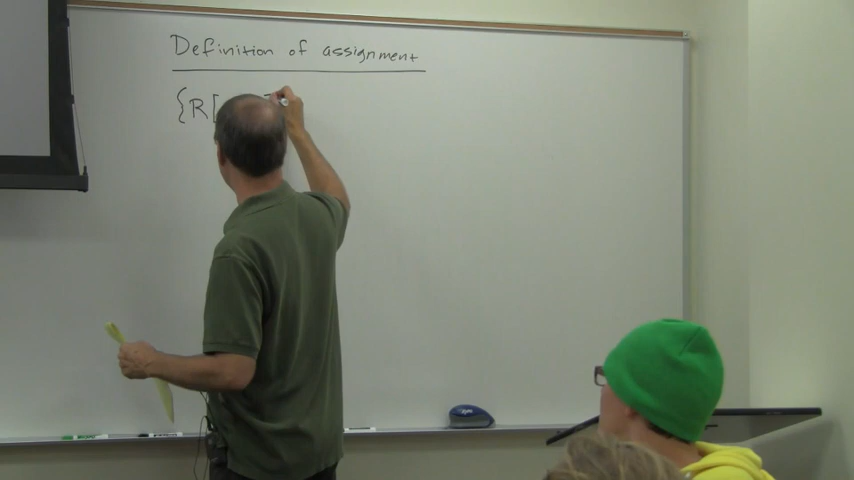 Definition of assignment
{R[